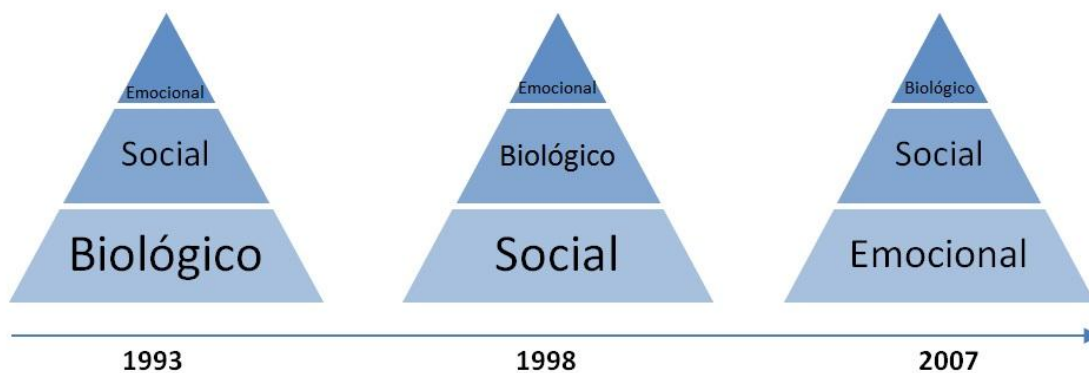 Emocional
Social
Biológico
1993
Emocional
Biológico
Social
1998
Biológico
Social
Emocional
2007